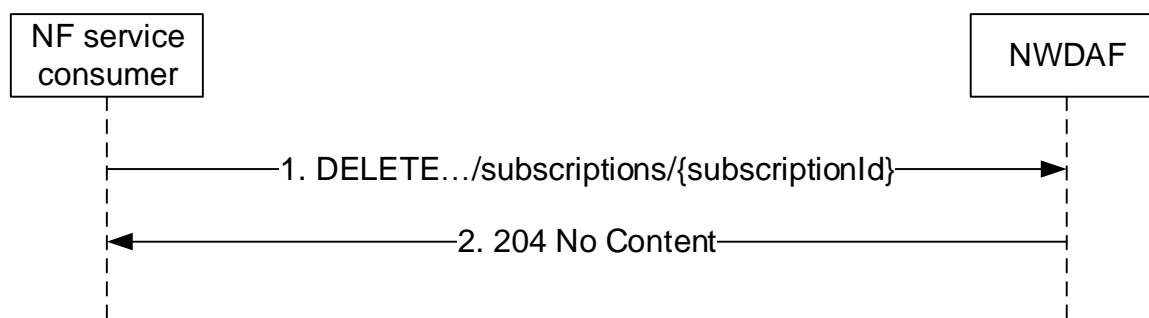 NF service
consumer
NWDAF
1. DELETE…/subscriptions/{subscriptionId}
2. 204 No Content